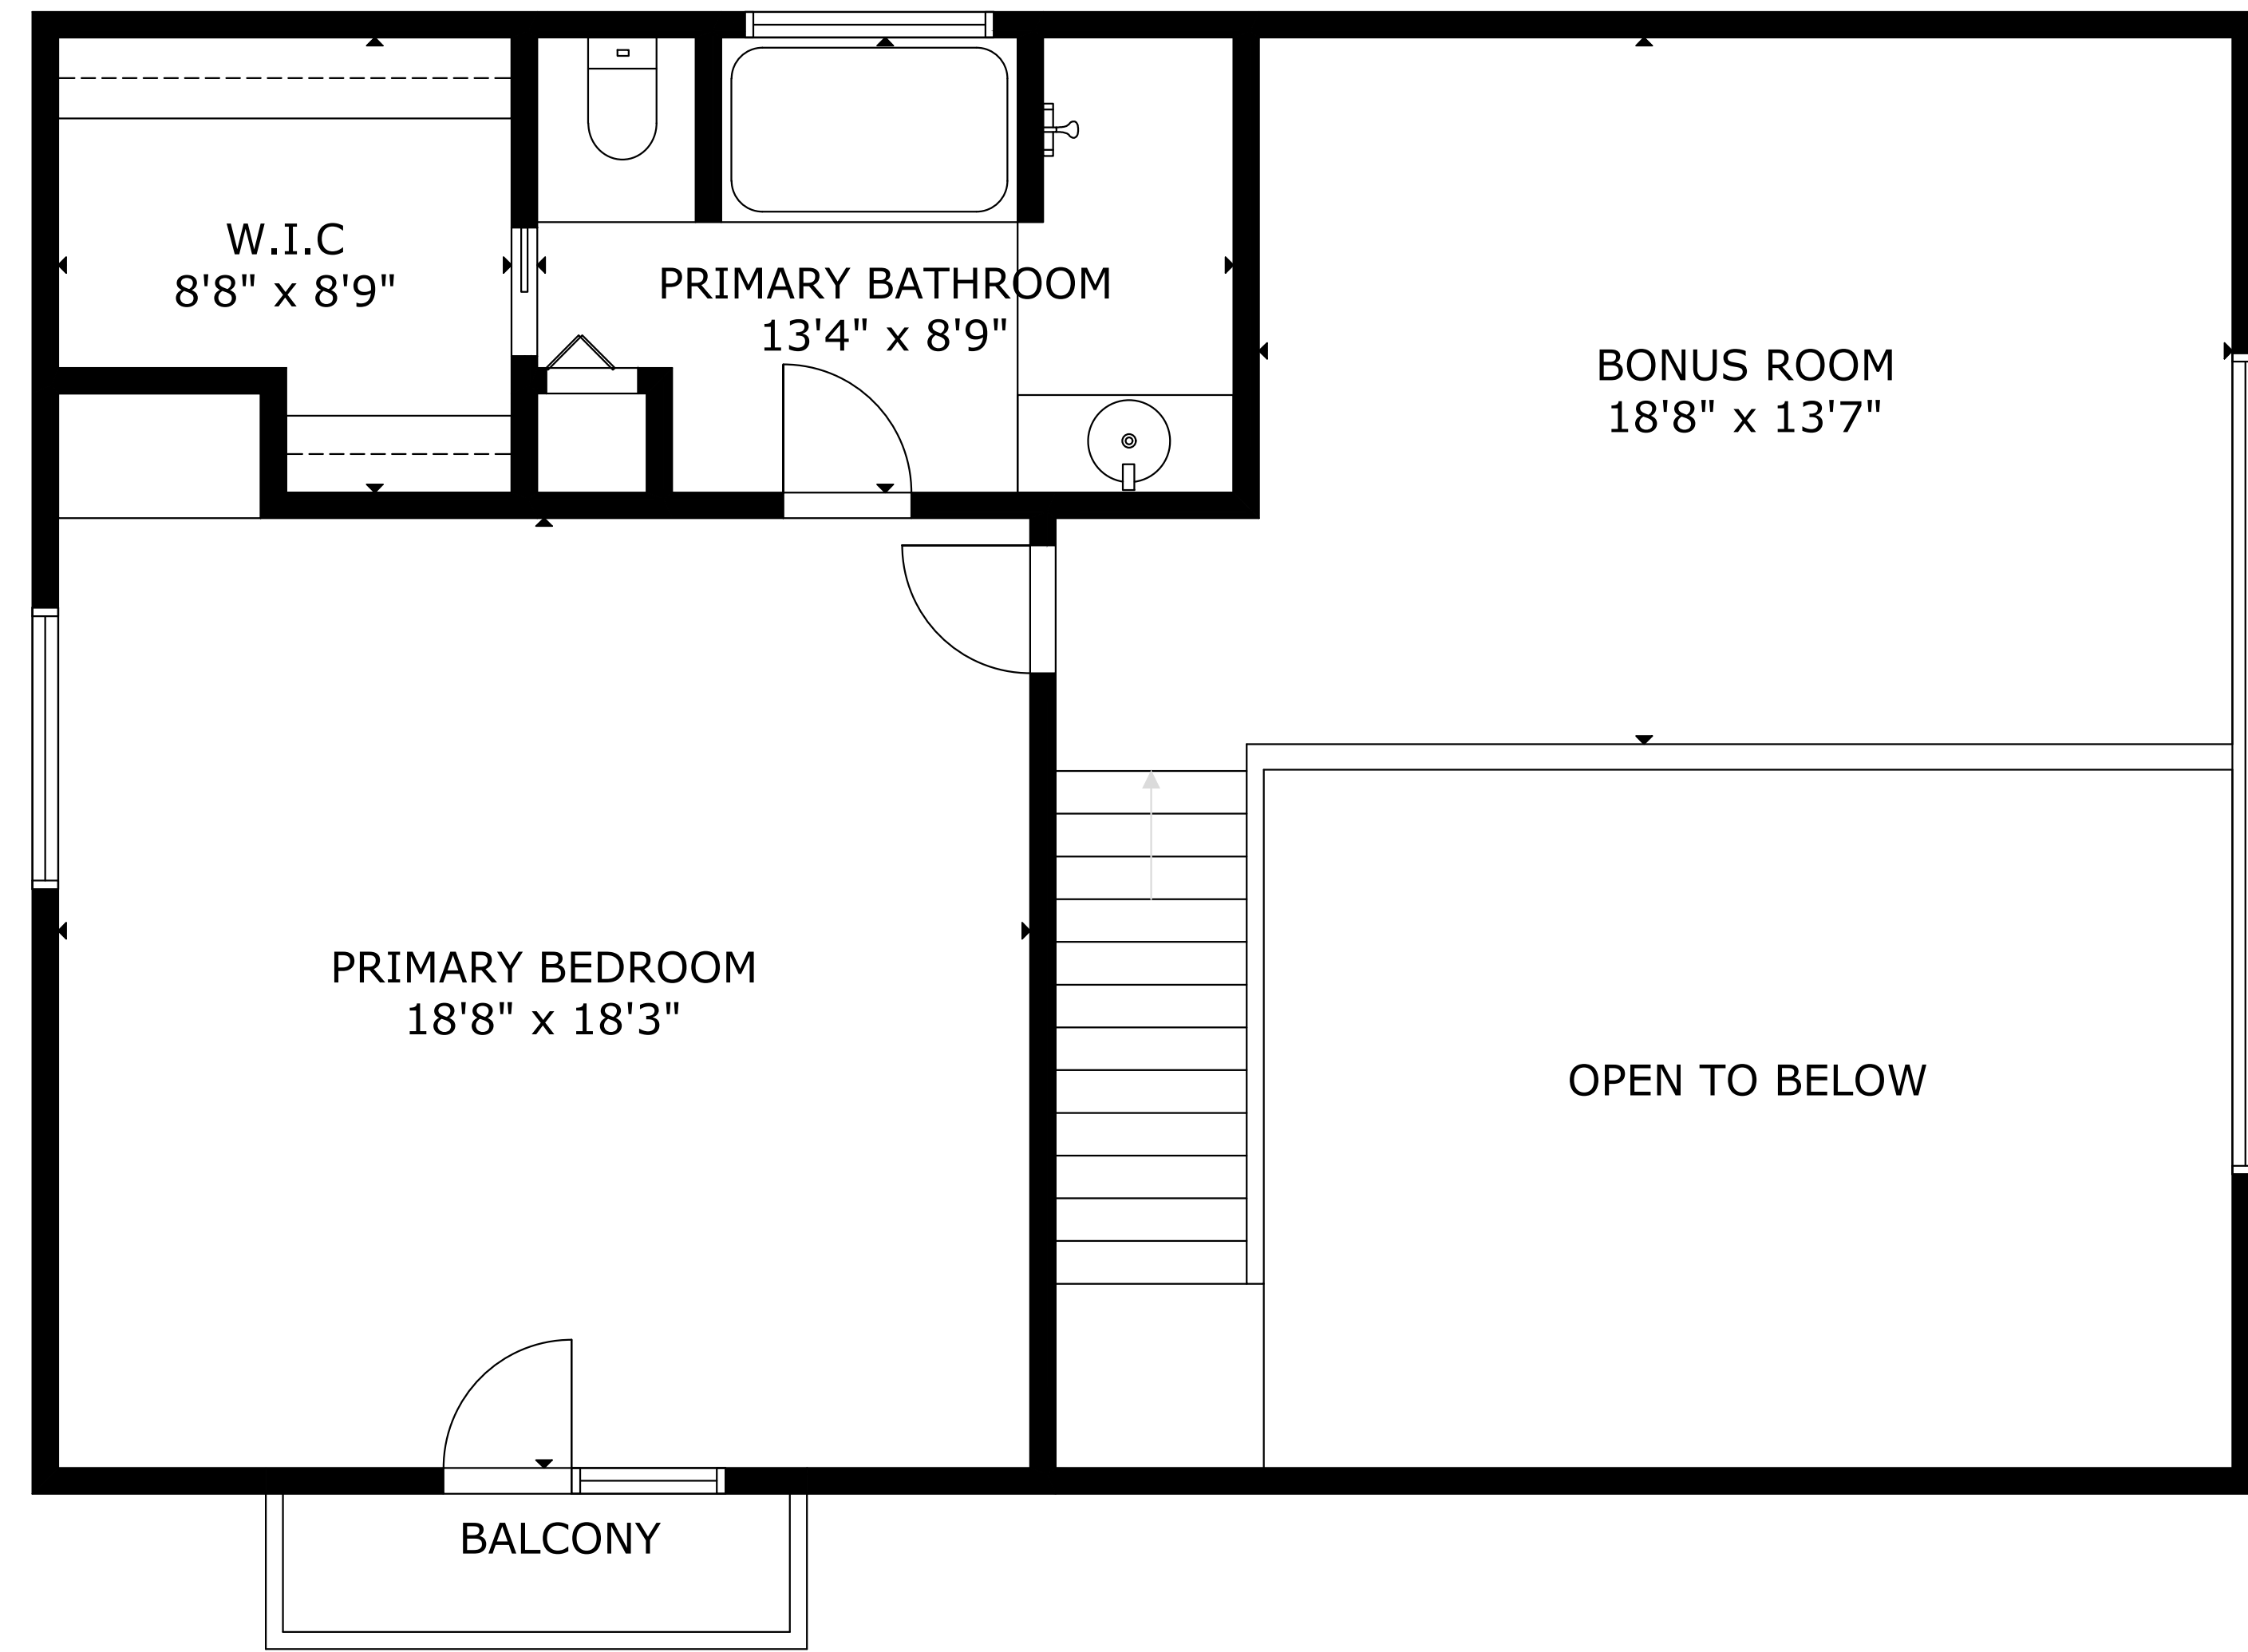 W.I.C
8'8" x 8'9"
PRIMARY BATHROOM
13'4" x 8'9"
BONUS ROOM
18'8" x 13'7"
PRIMARY BEDROOM
18'8" x 18'3"
OPEN TO BELOW
BALCONY